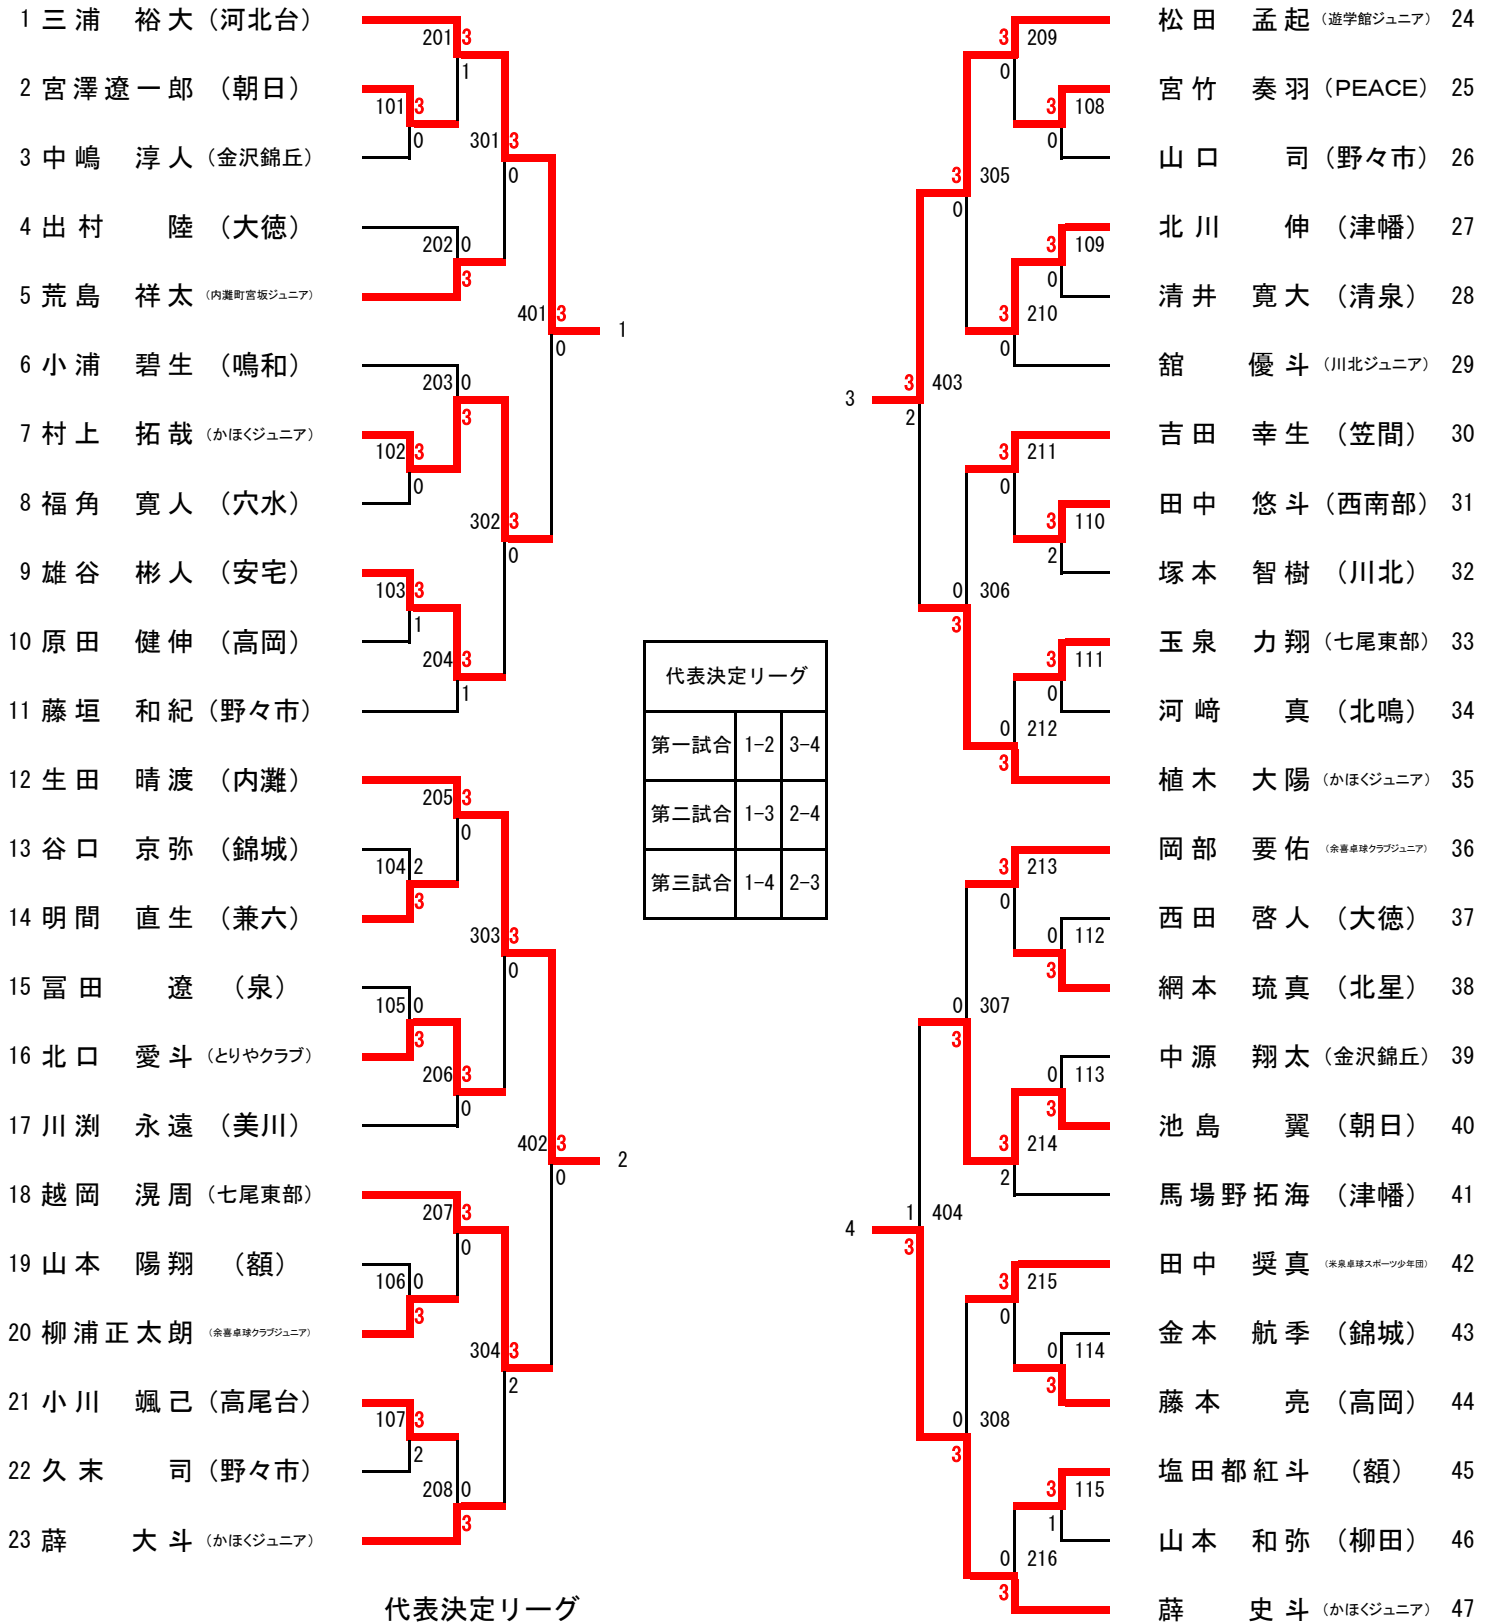 1 三浦 裕大 (河北台)
2 宮澤遼一郎 (朝日)
3 中嶋 淳人 (金沢錦丘)
4 出村 陸 (大徳)
5 荒島 祥太 (内灘町宮坂ジュニア)
6 小浦 碧生 (鳴和)
7 村上 拓哉 (かほくジュニア)
8 福角 寛人 (穴水)
9 雄谷 彬人 (安宅)
10 原田 健伸 (高岡)
11 藤垣 和紀 (野々市)
12 生田 晴渡 (内灘)
13 谷口 京弥 (錦城)
14 明間 直生 (兼六)
15 冨田 遼 (泉)
16 北口 愛斗 (とりやクラブ)
17 川渕 永遠 (美川)
18 越岡 滉周 (七尾東部)
19 山本 陽翔 (額)
20 柳浦正太朗 (余喜卓球クラブジュニア)
21 小川 颯己 (高尾台)
22 久末 司 (野々市)
23 薛 大斗 (かほくジュニア)
201 3
1
101 3
0
301 3
0
202 0
3
401 3
0
1
203 0
3
102 3
0
302 3
0
103 3
1
204 3
1
205 3
0
104 2
3
303 3
0
105 0
3
206 3
0
402 3
0
2
207 3
0
106 0
3
304 3
2
107 3
2
208 0
3
代表決定リーグ
第一試合 1-2 3-4
第二試合 1-3 2-4
第三試合 1-4 2-3
代表決定リーグ
3 209
0
3 108
0
3 305
0
3 109
0
3 210
0
3
3 403
2
3 211
0
3 110
2
0 306
3
3 111
0
0 212
3
3 213
0
0 112
3
0 307
3
0 113
3
3 214
2
4
1 404
3
3 215
0
0 114
3
0 308
3
3 115
1
0 216
3
松田 孟起 (遊学館ジュニア) 24
宮竹 奏羽 (PEACE) 25
山口 司 (野々市) 26
北川 伸 (津幡) 27
清井 寛大 (清泉) 28
舘 優斗 (川北ジュニア) 29
吉田 幸生 (笠間) 30
田中 悠斗 (西南部) 31
塚本 智樹 (川北) 32
玉泉 力翔 (七尾東部) 33
河﨑 真 (北鳴) 34
植木 大陽 (かほくジュニア) 35
岡部 要佑 (余喜卓球クラブジュニア) 36
西田 啓人 (大徳) 37
網本 琉真 (北星) 38
中源 翔太 (金沢錦丘) 39
池島 翼 (朝日) 40
馬場野拓海 (津幡) 41
田中 奨真 (米泉卓球スポーツ少年団) 42
金本 航季 (錦城) 43
藤本 亮 (高岡) 44
塩田都紅斗 (額) 45
山本 和弥 (柳田) 46
薛 史斗 (かほくジュニア) 47